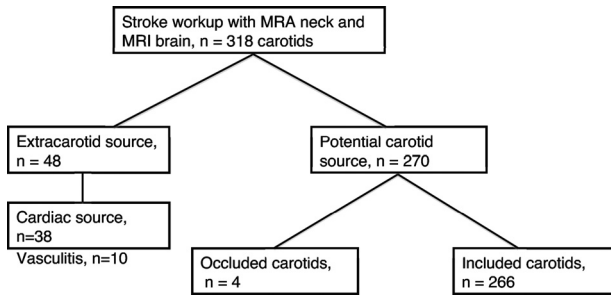 Stroke workup with MRA neck and
MRI brain, n = 318 carotids
Extracarotid source,
n = 48
Potential carotid
source, n = 270
Cardiac source,
n=38
Vasculitis, n=10
Occluded carotids,
n = 4
Included carotids,
n = 266